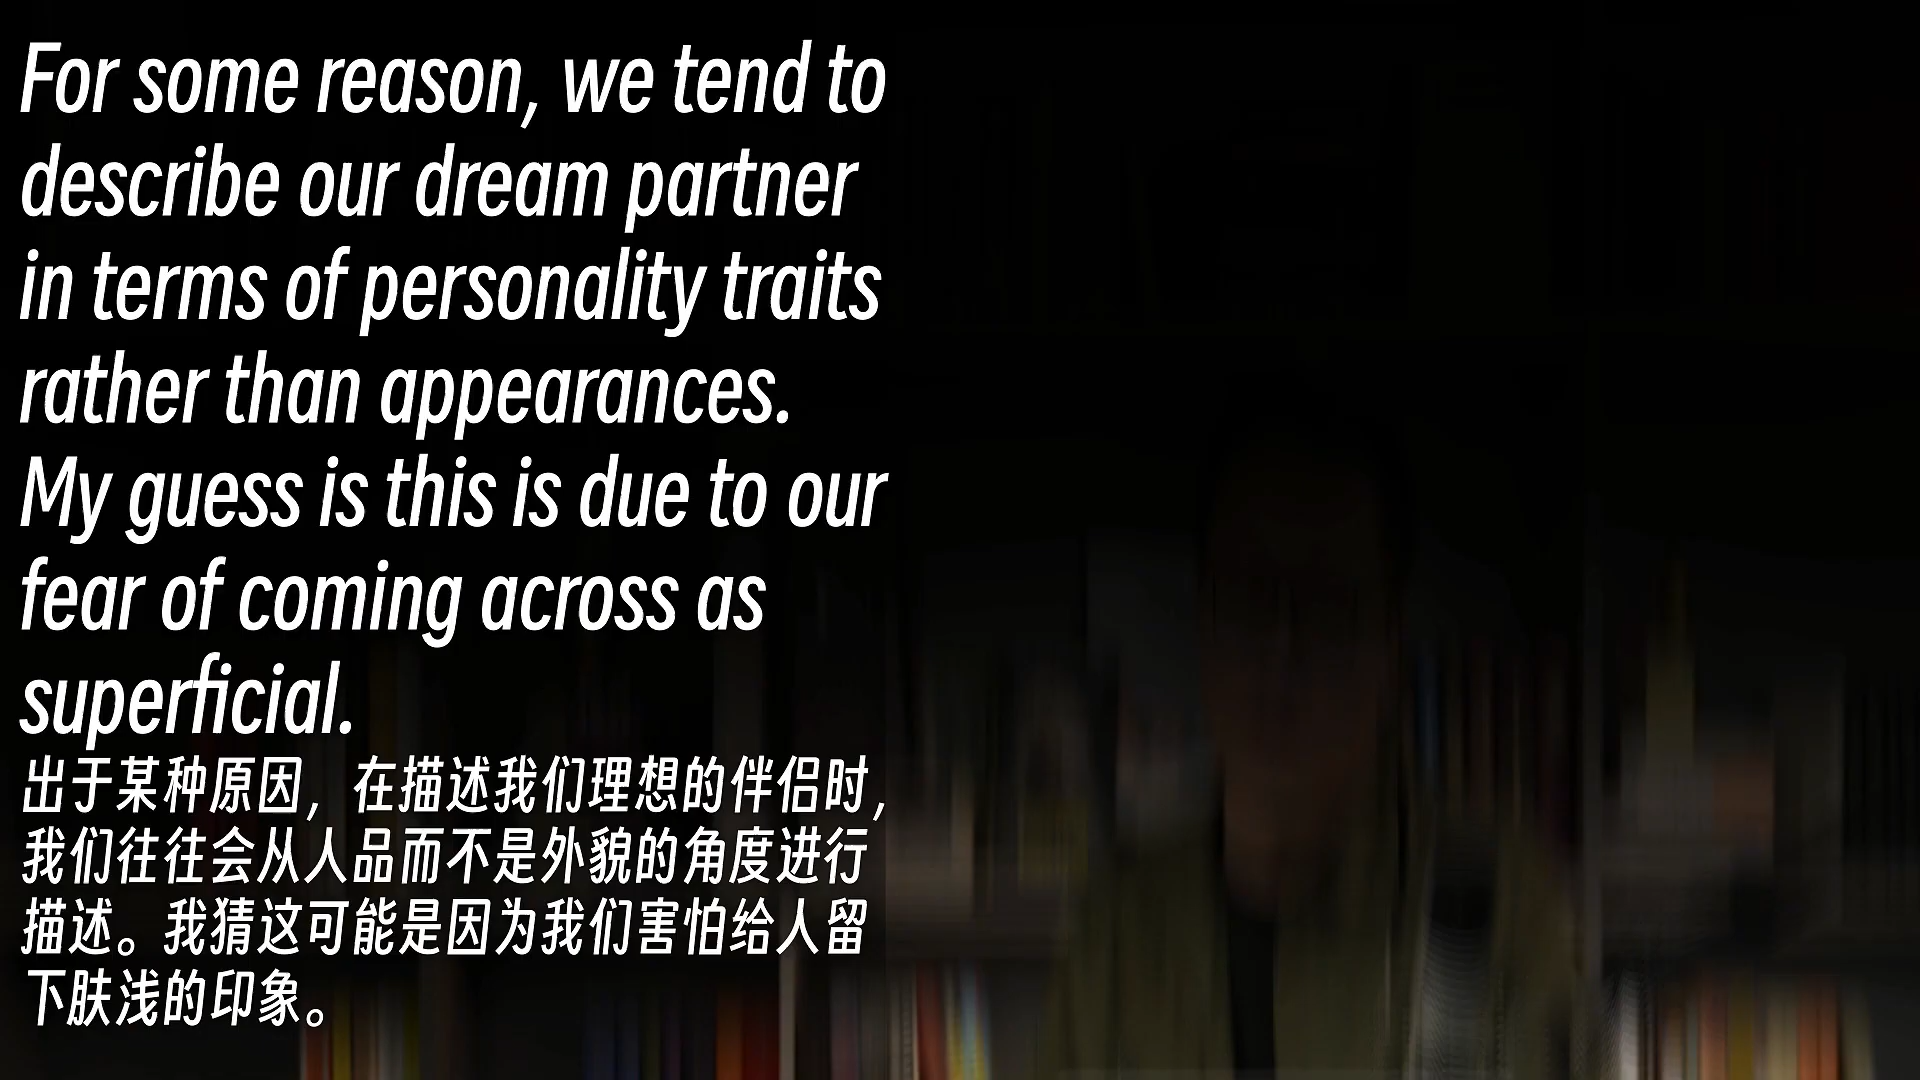 For some reason, we tend to
describe our dream partner
in terms of personality traits
rather than appearances.
My guess is this is due to our
fear of coming across as
superficial.
出于某种原因，在描述我们理想的伴侣时，
我们往往会从人品而不是外貌的角度进行
描述。我猜这可能是因为我们害怕给人留
下肤浅的印象。